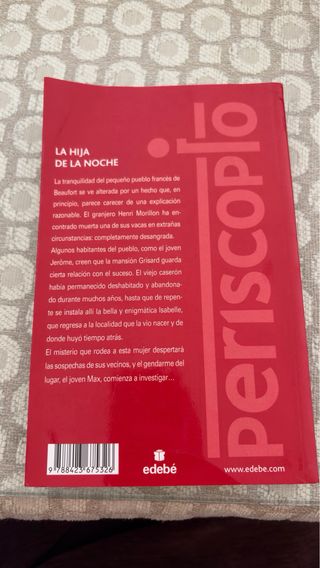 LA HIJA
DE LA NOCHE
La tranquilidad del pequeño pueblo francés de
Beaufort se ve alterada por un hecho que, en
principio, parece carecer de una explicación
razonable. El granjero Henri Morillon ha en-
contrado muerta una de sus vacas en extrañas
circunstancias: completamente desangrada.
Algunos habitantes del pueblo, como el joven
Jerôme, creen que la mansión Grisard guarda
cierta relación con el suceso. El viejo caserón
había permanecido deshabitado y abandona-
do durante muchos años, hasta que de repen-
te se instala allí la bella y enigmática Isabelle,
que regresa a la localidad que la vio nacer y de
donde huyó tiempo atrás.
El misterio que rodea a esta mujer despertará
las sospechas de sus vecinos, y el gendarme del
lugar, el joven Max, comienza a investigar...
periscopio
9 788423 675326
edebé
www.edebe.com